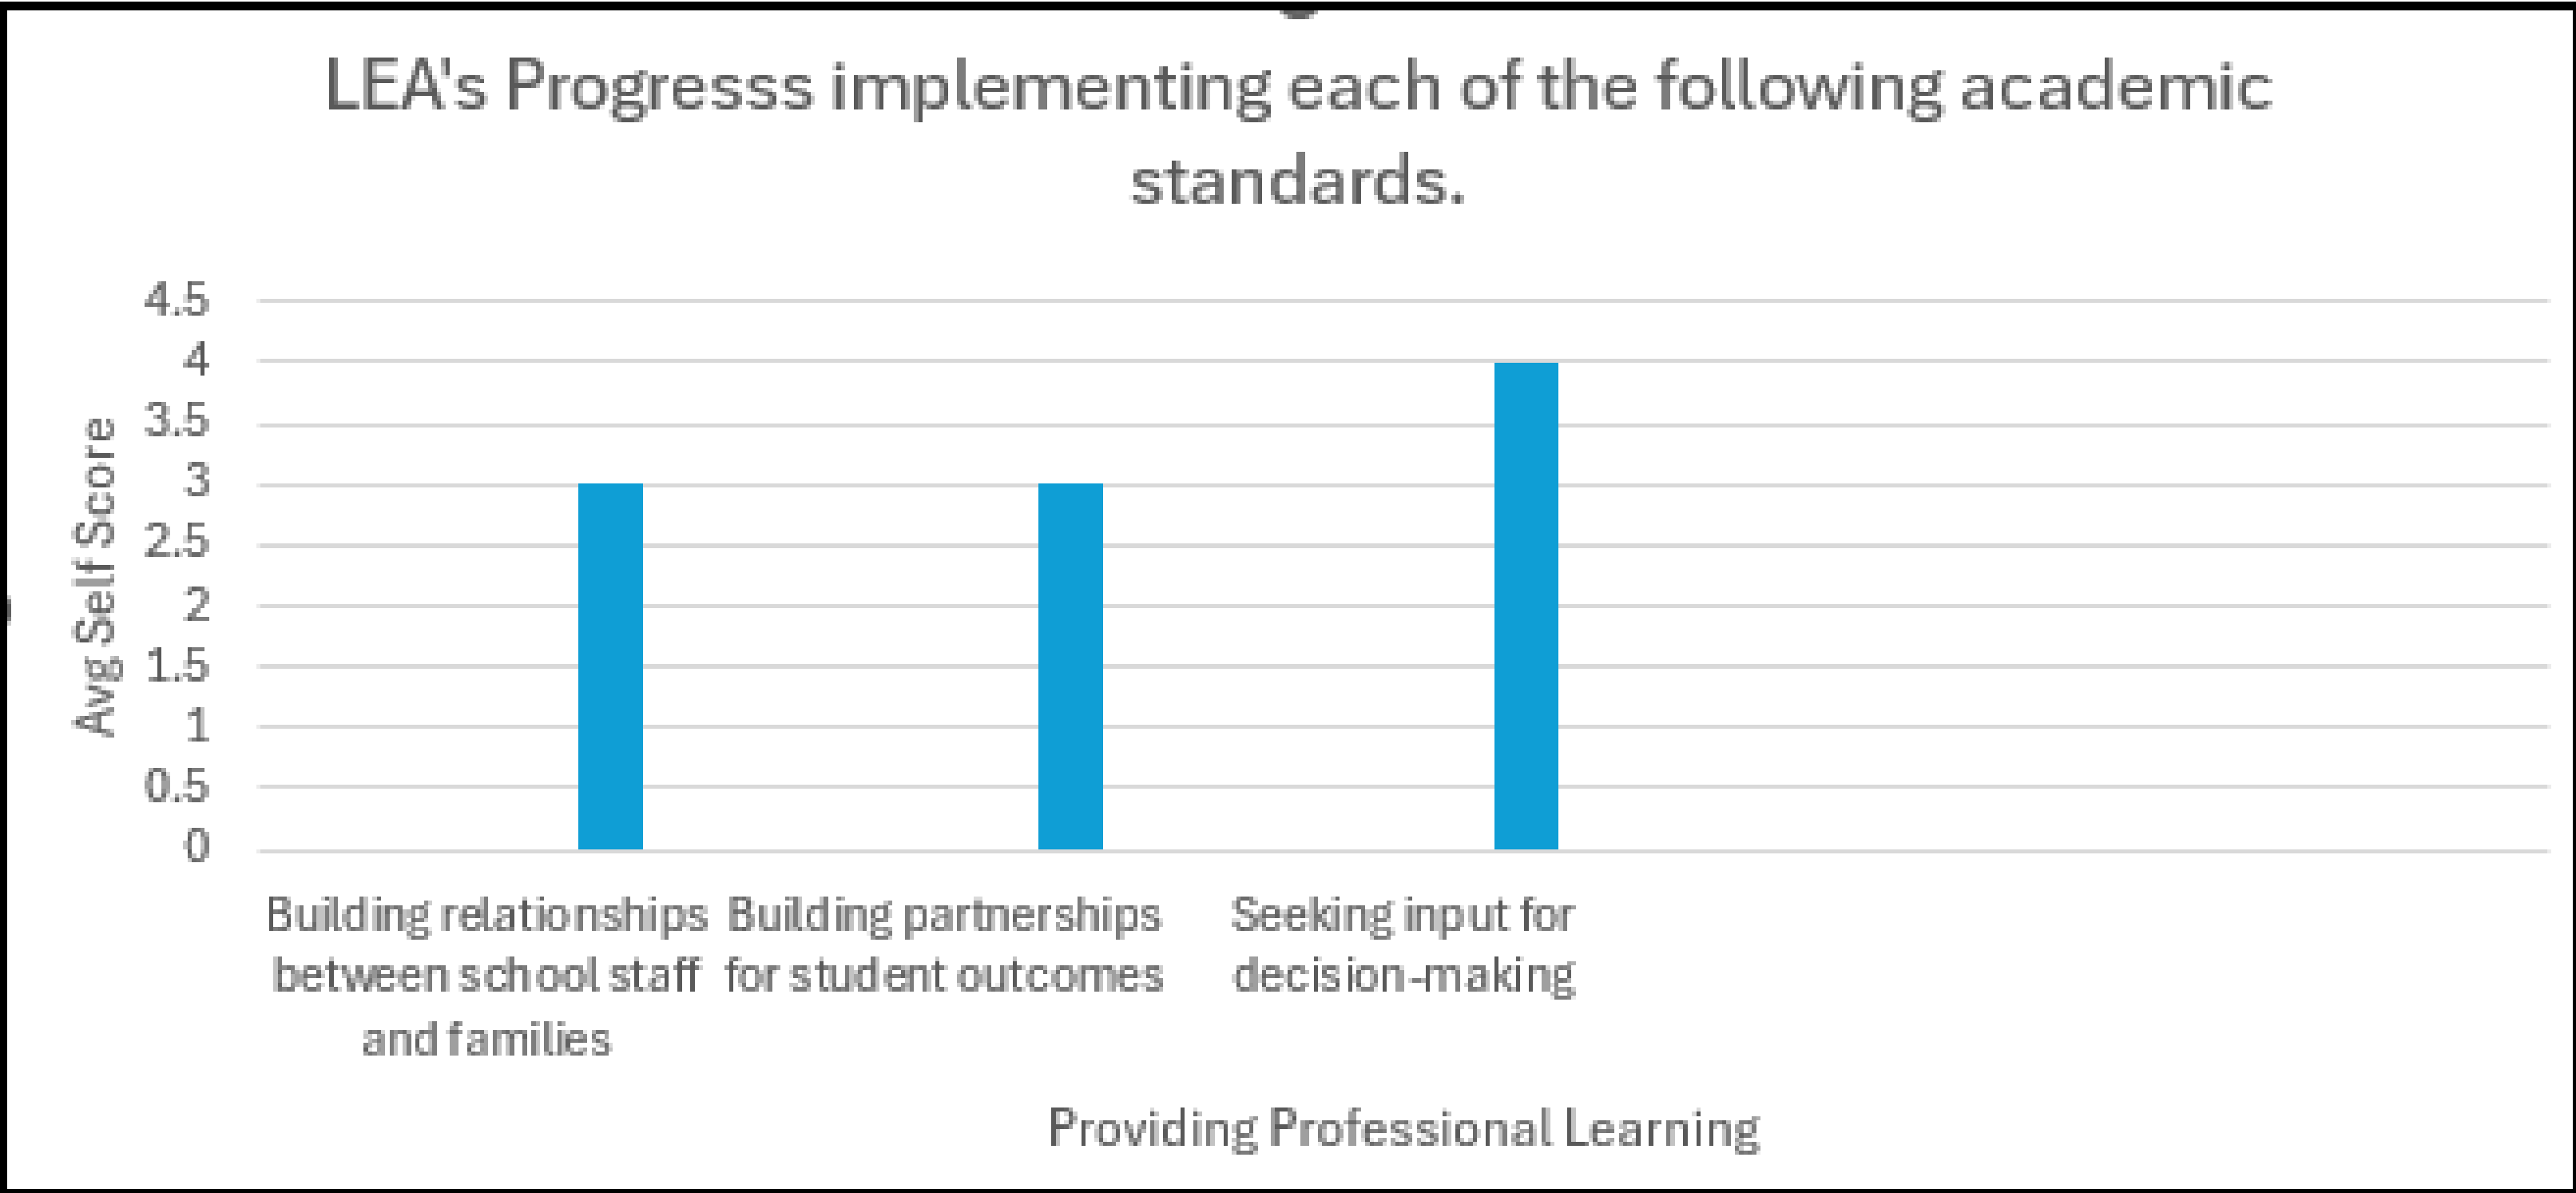 LEA's Progresss implementing each of the following academic
standards.
Avg Self Score
4.5
4
3.5
3
2.5
2
1.5
1
0.5
0
Building relationships
between school staff
and families
Building partnerships
for student outcomes
Seeking input for
decision-making
Providing Professional Learning